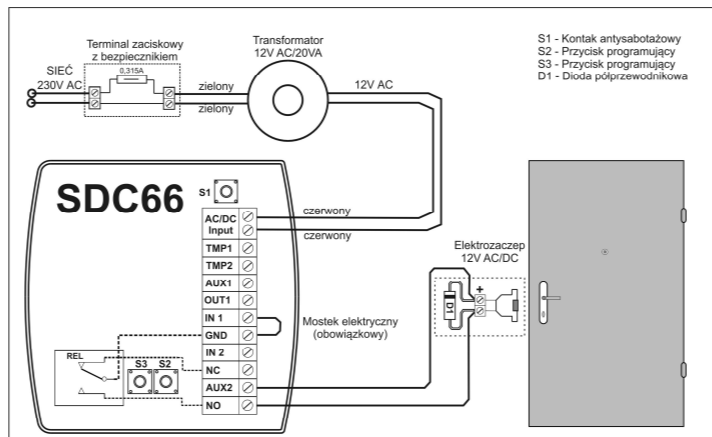 Terminal zaciskowy
z bezpiecznikiem
0,315A
SIEĆ
230V AC
zielony
zielony
Transformator
12V AC/20VA
12V AC
S1 - Kontak antysabotażowy
S2 - Przycisk programujący
S3 - Przycisk programujący
D1 - Dioda półprzewodnikowa
SDC66
S1
AC/DC
Input
TMP1
TMP2
AUX1
OUT1
IN 1
GND
IN 2
NC
AUX2
NO
czerwony
czerwony
Mostek elektryczny
(obowiązkowy)
REL
S3
S2
Elektrozaczep
12V AC/DC
D1
+
-